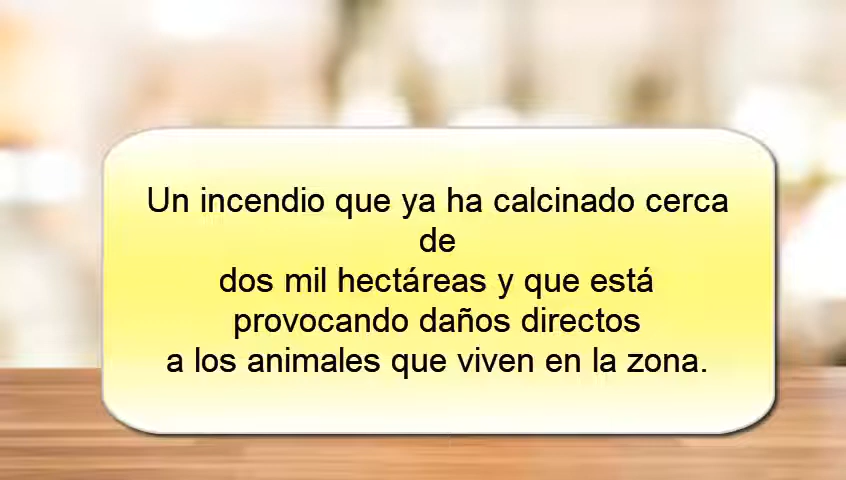 Un incendio que ya ha calcinado cerca
de
dos mil hectáreas y que está
provocando daños directos
a los animales que viven en la zona.